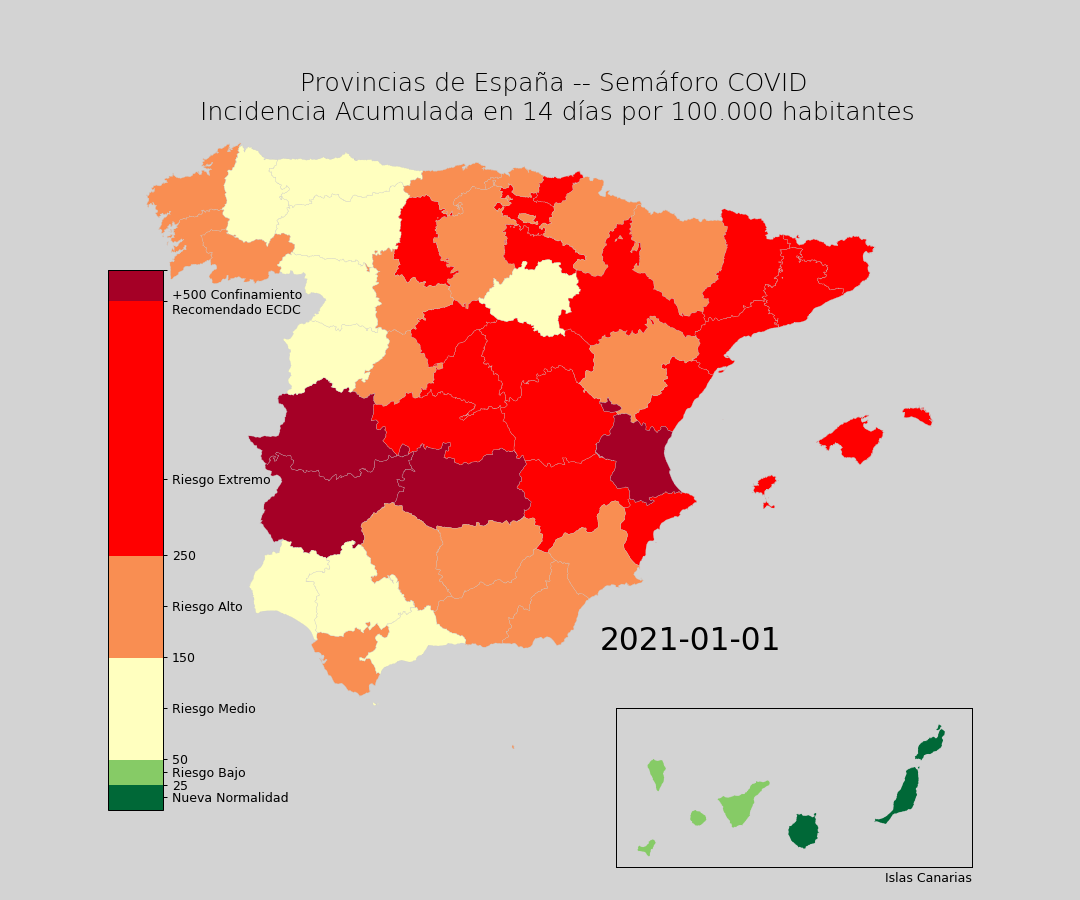 Provincias de España -- Semáforo COVID
Incidencia Acumulada en 14 días por 100.000 habitantes
+500 Confinamiento
Recomendado ECDC
Riesgo Extremo
250
Riesgo Alto
150
Riesgo Medio
50
Riesgo Bajo
25
Nueva Normalidad
2021-01-01
Islas Canarias